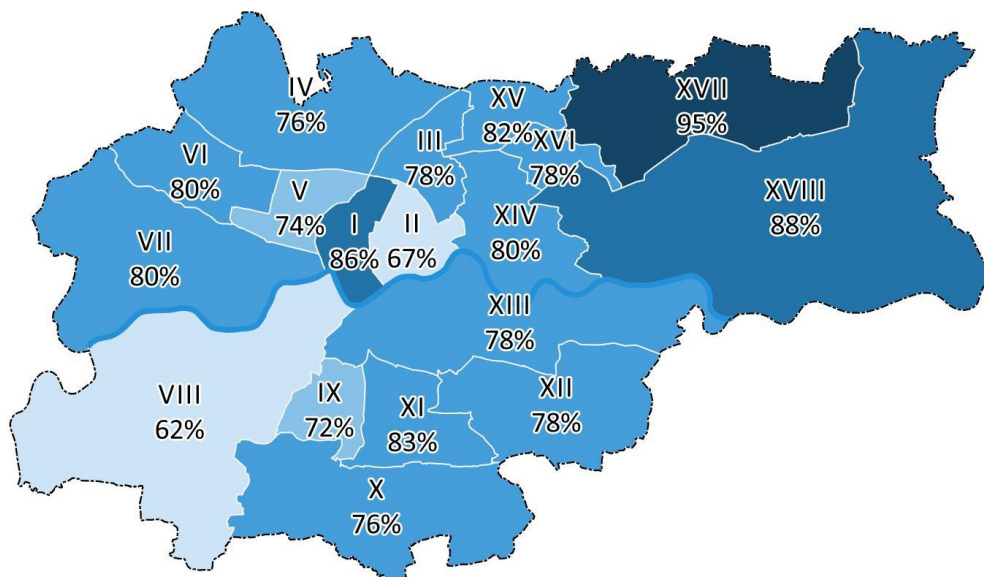 IV
76%
XV
82%
XVII
95%
III
78%
XVI
78%
VI
80%
V
74%
I
86%
II
67%
XIV
80%
XVIII
88%
VII
80%
XIII
78%
VIII
62%
IX
72%
XI
83%
XII
78%
X
76%